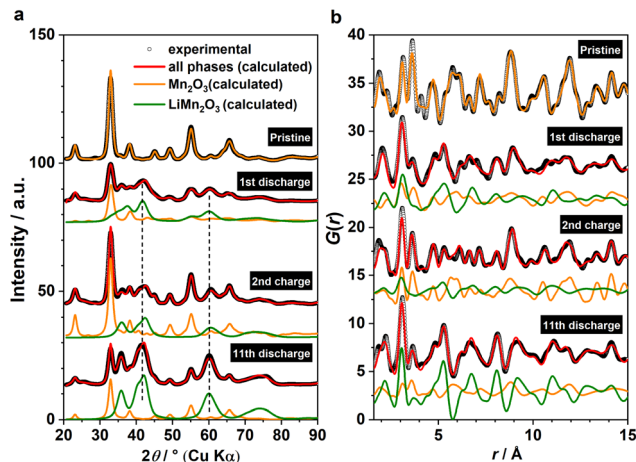 a
b
150
100
50
0
Intensity / a.u.
experimental
all phases (calculated)
Mn₂O₃(calculated)
LiMn₂O₃(calculated)
Pristine
1st discharge
2nd charge
11th discharge
20 30 40 50 60 70 80 90
2θ / ° (Cu Kα)
40
35
30
25
20
15
10
5
0
G(r)
Pristine
1st discharge
2nd charge
11th discharge
5 10 15
r / Å